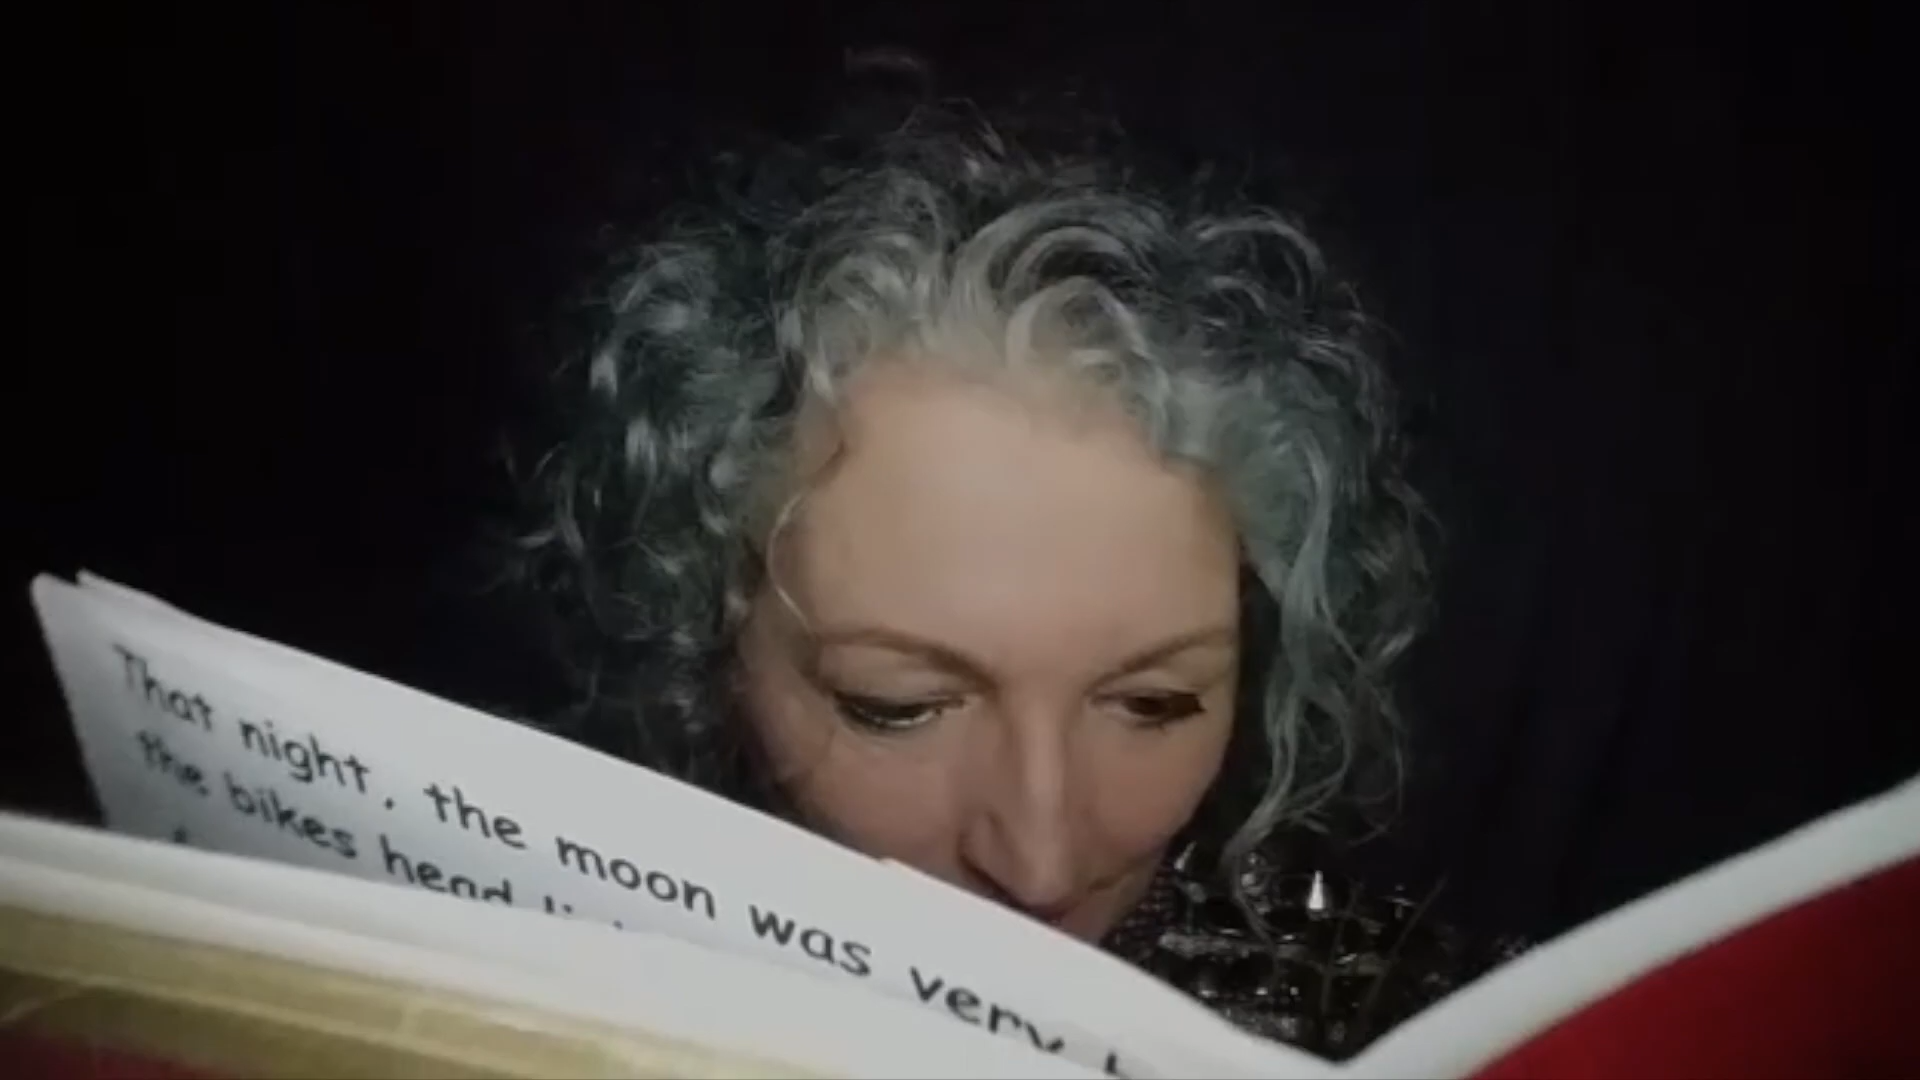 That night, the moon was very
the bikes head